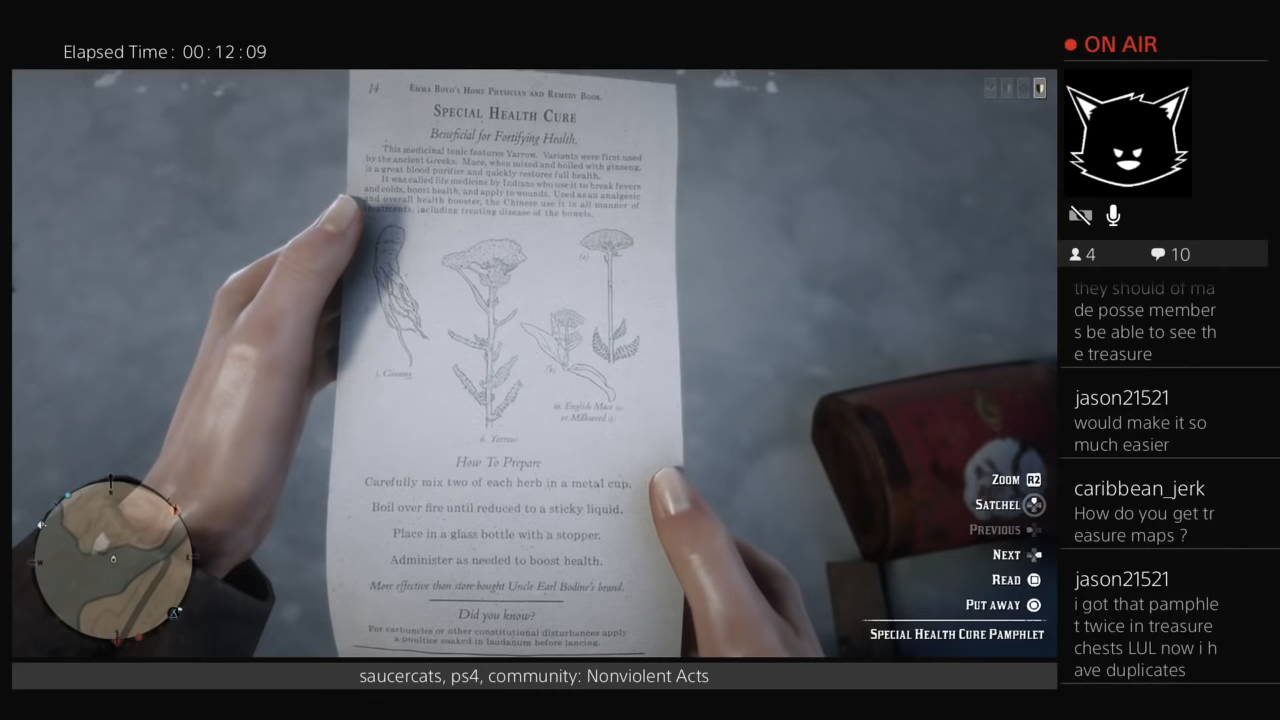 Elapsed Time: 00:12:09
ON AIR
14 EMMA BOYD'S HOME PHYSICIAN AND REMEDY BOOK.
SPECIAL HEALTH CURE
Beneficial for Fortifying Health.
This medicinal tonic features Yarrow. Variants were first used
by the ancient Greeks. Mace, when mixed and boiled with ginseng,
is a great blood purifier and quickly restores full health.
It was called life medicine by Indians who use it to break fevers
and colds, boost health, and apply to wounds. Used as an analgesic
and overall health booster, the Chinese use it in all manner of
treatments, including treating disease of the bowels.
(a)
(b)
i. Ginseng
iii. English Mace (a)
or Milkweed (b)
ii. Yarrow
How To Prepare
Carefully mix two of each herb in a metal cup.
Boil over fire until reduced to a sticky liquid.
Place in a glass bottle with a stopper.
Administer as needed to boost health.
More effective than store bought Uncle Earl Bodine's brand.
Did you know?
For carbuncles or other constitutional disturbances apply
a poultice soaked in laudanum before lancing.
N
W
E
S
ZOOM R2
SATCHEL
PREVIOUS
NEXT
READ
PUT AWAY
SPECIAL HEALTH CURE PAMPHLET
saucercats, ps4, community: Nonviolent Acts
4 10
they should of ma
de posse member
s be able to see th
e treasure
jason21521
would make it so
much easier
caribbean_jerk
How do you get tr
easure maps ?
jason21521
i got that pamphle
t twice in treasure
chests LUL now i h
ave duplicates